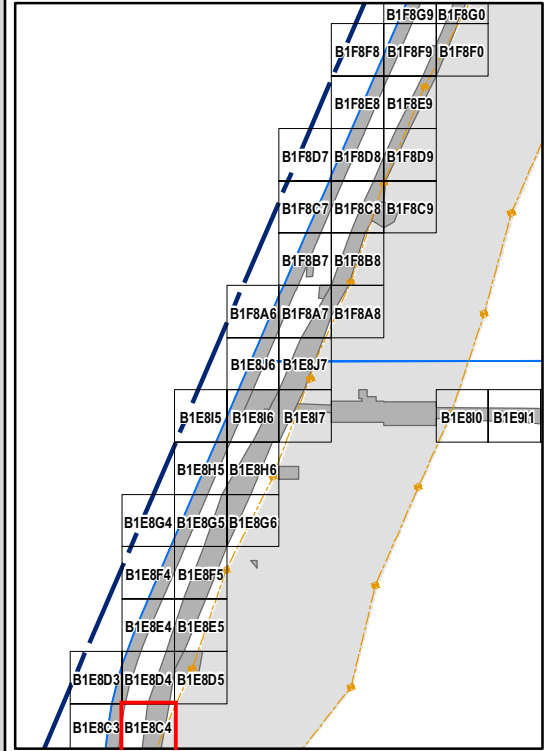 B1F8G9 B1F8G0
B1F8F8 B1F8F9 B1F8F0
B1F8E8 B1F8E9
B1F8D7 B1F8D8 B1F8D9
B1F8C7 B1F8C8 B1F8C9
B1F8B7 B1F8B8
B1F8A6 B1F8A7 B1F8A8
B1E8J6 B1E8J7
B1E8I5 B1E8I6 B1E8I7 B1E8I0 B1E9I1
B1E8H5 B1E8H6
B1E8G4 B1E8G5 B1E8G6
B1E8F4 B1E8F5
B1E8E4 B1E8E5
B1E8D3 B1E8D4 B1E8D5
B1E8C3 B1E8C4